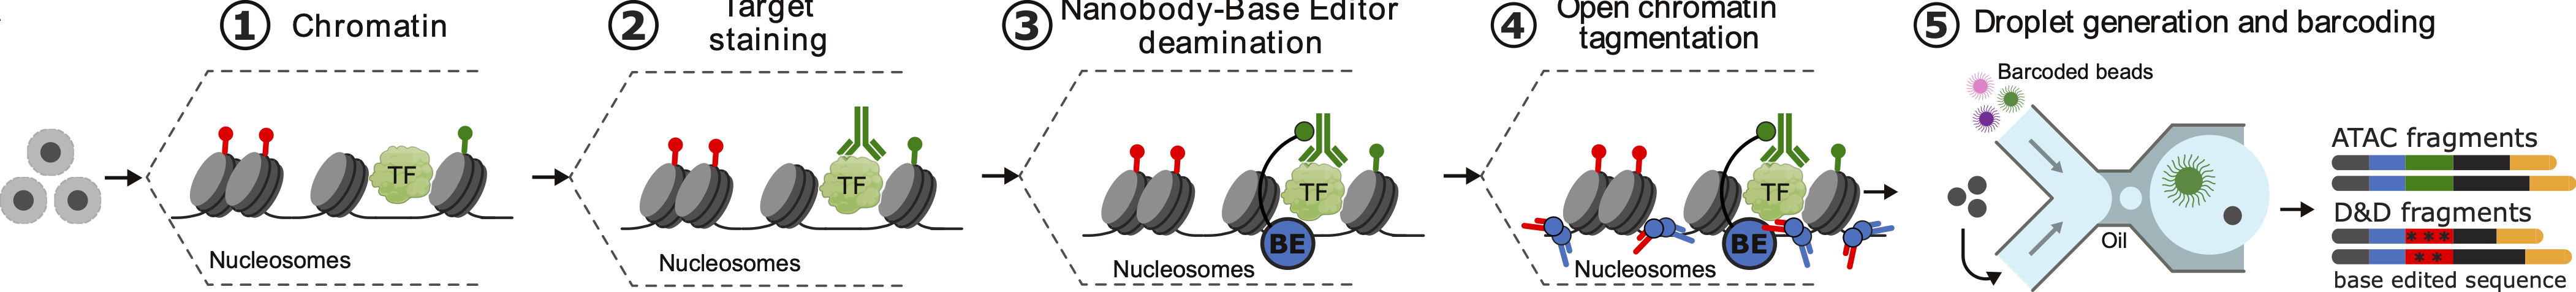 1 Chromatin
2 Target
staining
3 Nanobody-Base Editor
deamination
4 Open chromatin
tagmentation
5 Droplet generation and barcoding
TF
Nucleosomes
TF
Nucleosomes
TF
BE
Nucleosomes
TF
BE
Nucleosomes
Barcoded beads
Oil
ATAC fragments
D&D fragments
* * *
* *
base edited sequence